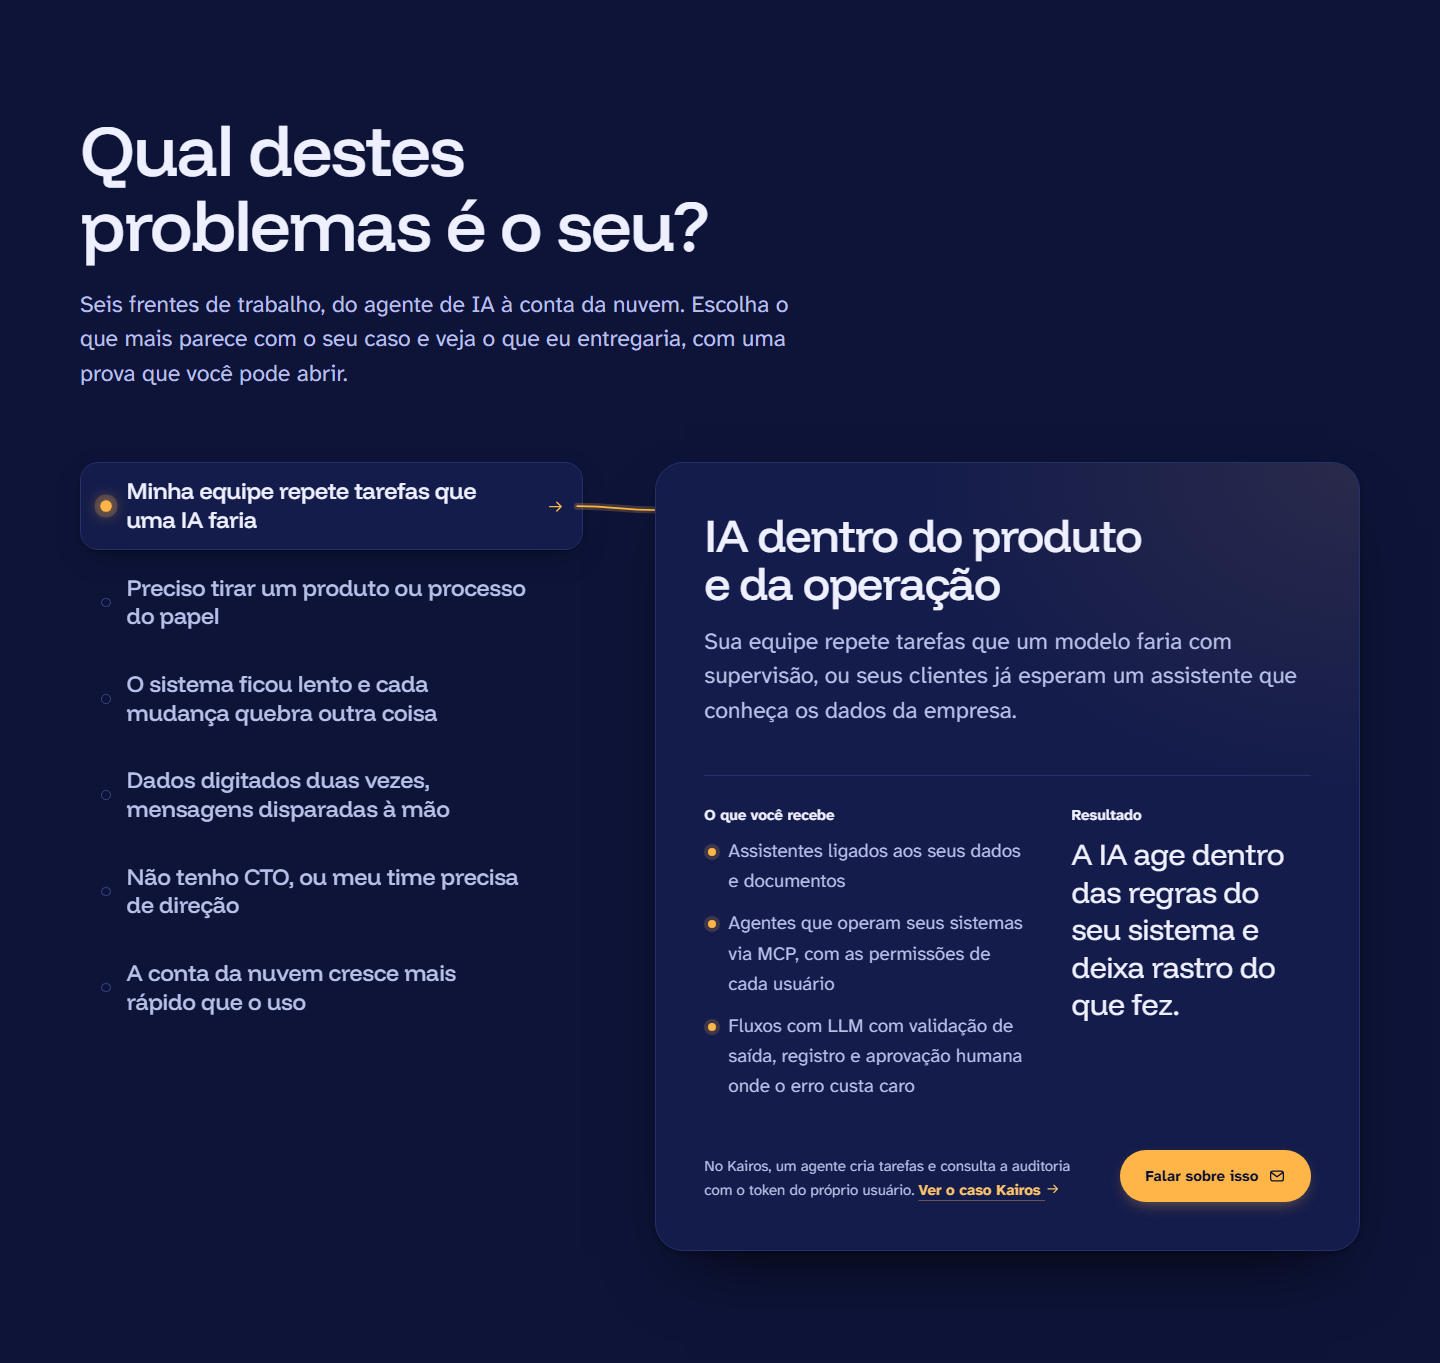 Qual destes
problemas é o seu?
Seis frentes de trabalho, do agente de IA à conta da nuvem. Escolha o
que mais parece com o seu caso e veja o que eu entregaria, com uma
prova que você pode abrir.
Minha equipe repete tarefas que
uma IA faria
Preciso tirar um produto ou processo
do papel
O sistema ficou lento e cada
mudança quebra outra coisa
Dados digitados duas vezes,
mensagens disparadas à mão
Não tenho CTO, ou meu time precisa
de direção
A conta da nuvem cresce mais
rápido que o uso
IA dentro do produto
e da operação
Sua equipe repete tarefas que um modelo faria com
supervisão, ou seus clientes já esperam um assistente que
conheça os dados da empresa.
O que você recebe
Assistentes ligados aos seus dados
e documentos
Agentes que operam seus sistemas
via MCP, com as permissões de
cada usuário
Fluxos com LLM com validação de
saída, registro e aprovação humana
onde o erro custa caro
Resultado
A IA age dentro
das regras do
seu sistema e
deixa rastro do
que fez.
No Kairos, um agente cria tarefas e consulta a auditoria
com o token do próprio usuário. Ver o caso Kairos →
Falar sobre isso